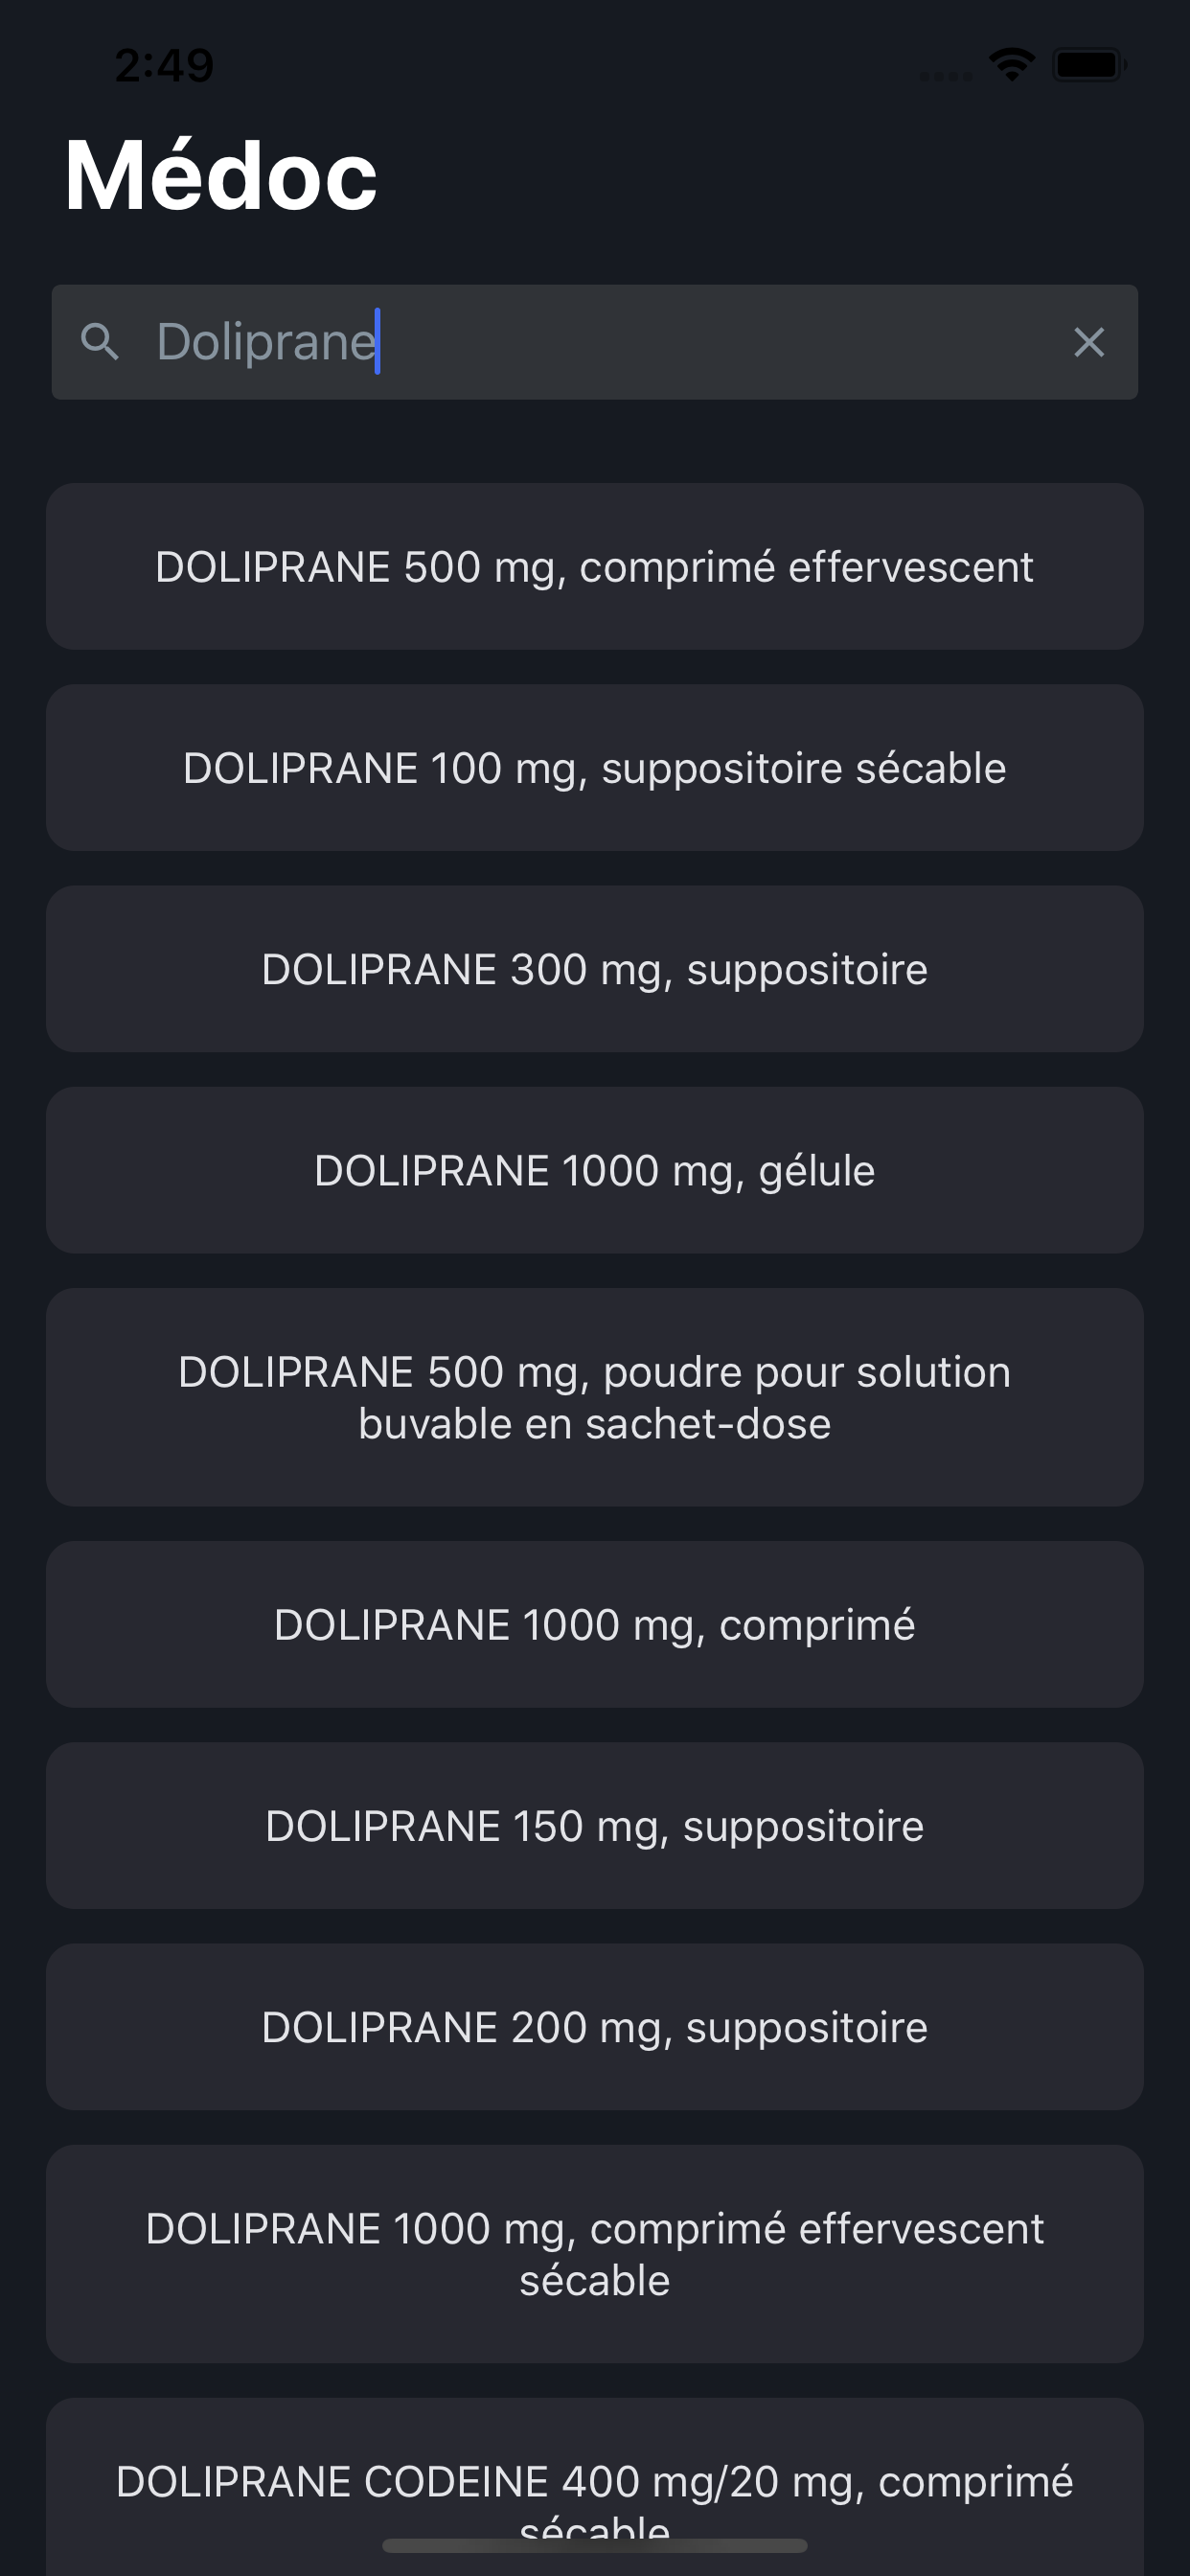 2:49
Médoc
Doliprane
DOLIPRANE 500 mg, comprimé effervescent
DOLIPRANE 100 mg, suppositoire sécable
DOLIPRANE 300 mg, suppositoire
DOLIPRANE 1000 mg, gélule
DOLIPRANE 500 mg, poudre pour solution
buvable en sachet-dose
DOLIPRANE 1000 mg, comprimé
DOLIPRANE 150 mg, suppositoire
DOLIPRANE 200 mg, suppositoire
DOLIPRANE 1000 mg, comprimé effervescent
sécable
DOLIPRANE CODEINE 400 mg/20 mg, comprimé
sécable